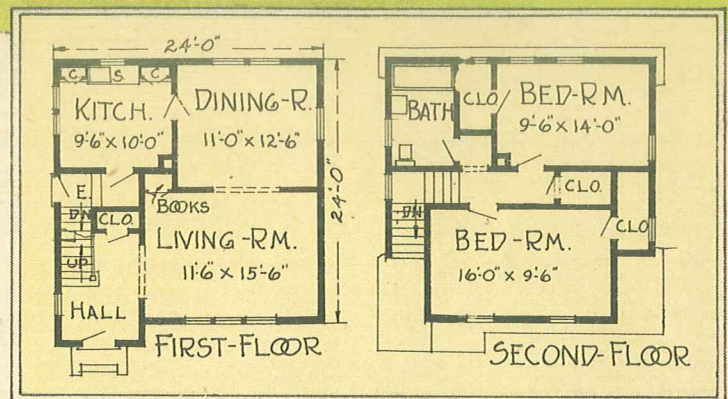 24'-0"
C S C
KITCH.
9'-6" x 10'-0"
DINING-R.
11'-0" x 12'-6"
24'-0"
E
DN
CLO.
UP
BOOKS
LIVING-RM.
11'-6" x 15'-6"
HALL
FIRST-FLOOR
BATH
CLO
BED-RM.
9'-6" x 14'-0"
CLO.
DN
CLO
BED-RM.
16'-0" x 9'-6"
SECOND-FLOOR